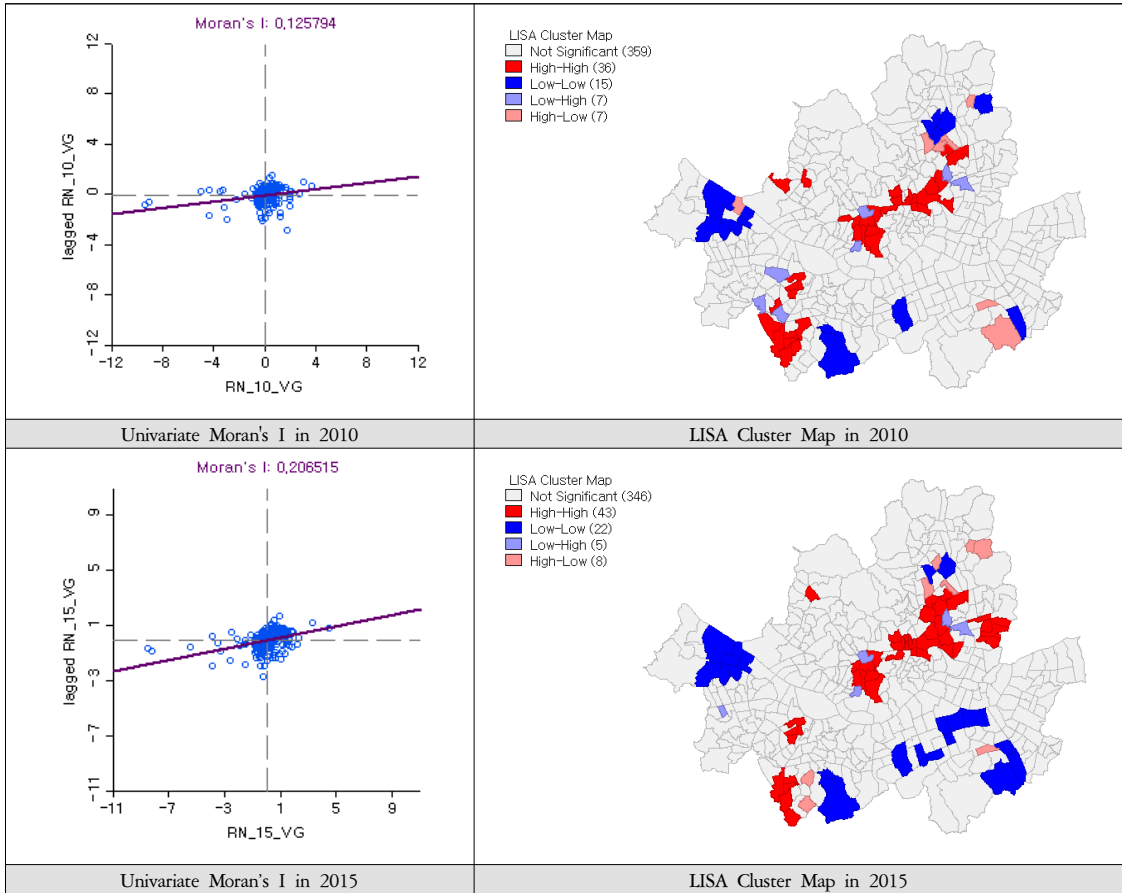 Moran's I: 0,125794
12
8
4
0
-4
-8
-12
lagged RN_10_VG
-12
-8
-4
0
4
8
12
RN_10_VG
LISA Cluster Map
Not Significant (359)
High-High (36)
Low-Low (15)
Low-High (7)
High-Low (7)
Univariate Moran's I in 2010
LISA Cluster Map in 2010
Moran's I: 0,206515
9
5
1
-3
-7
-11
lagged RN_15_VG
-11
-7
-3
1
5
9
RN_15_VG
LISA Cluster Map
Not Significant (346)
High-High (43)
Low-Low (22)
Low-High (5)
High-Low (8)
Univariate Moran's I in 2015
LISA Cluster Map in 2015